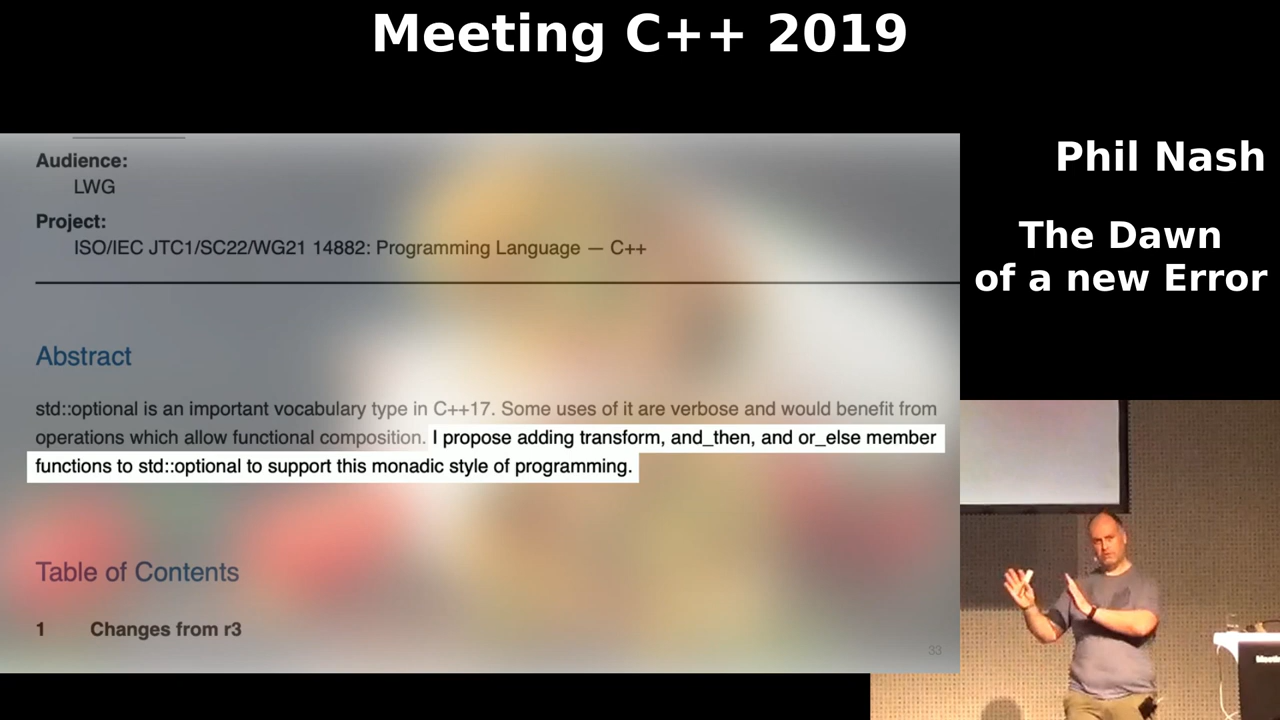 Meeting C++ 2019
Audience:
LWG
Project:
ISO/IEC JTC1/SC22/WG21 14882: Programming Language — C++
Abstract
std::optional is an important vocabulary type in C++17. Some uses of it are verbose and would benefit from
operations which allow functional composition. I propose adding transform, and_then, and or_else member
functions to std::optional to support this monadic style of programming.
Table of Contents
1 Changes from r3
33
Phil Nash
The Dawn
of a new Error